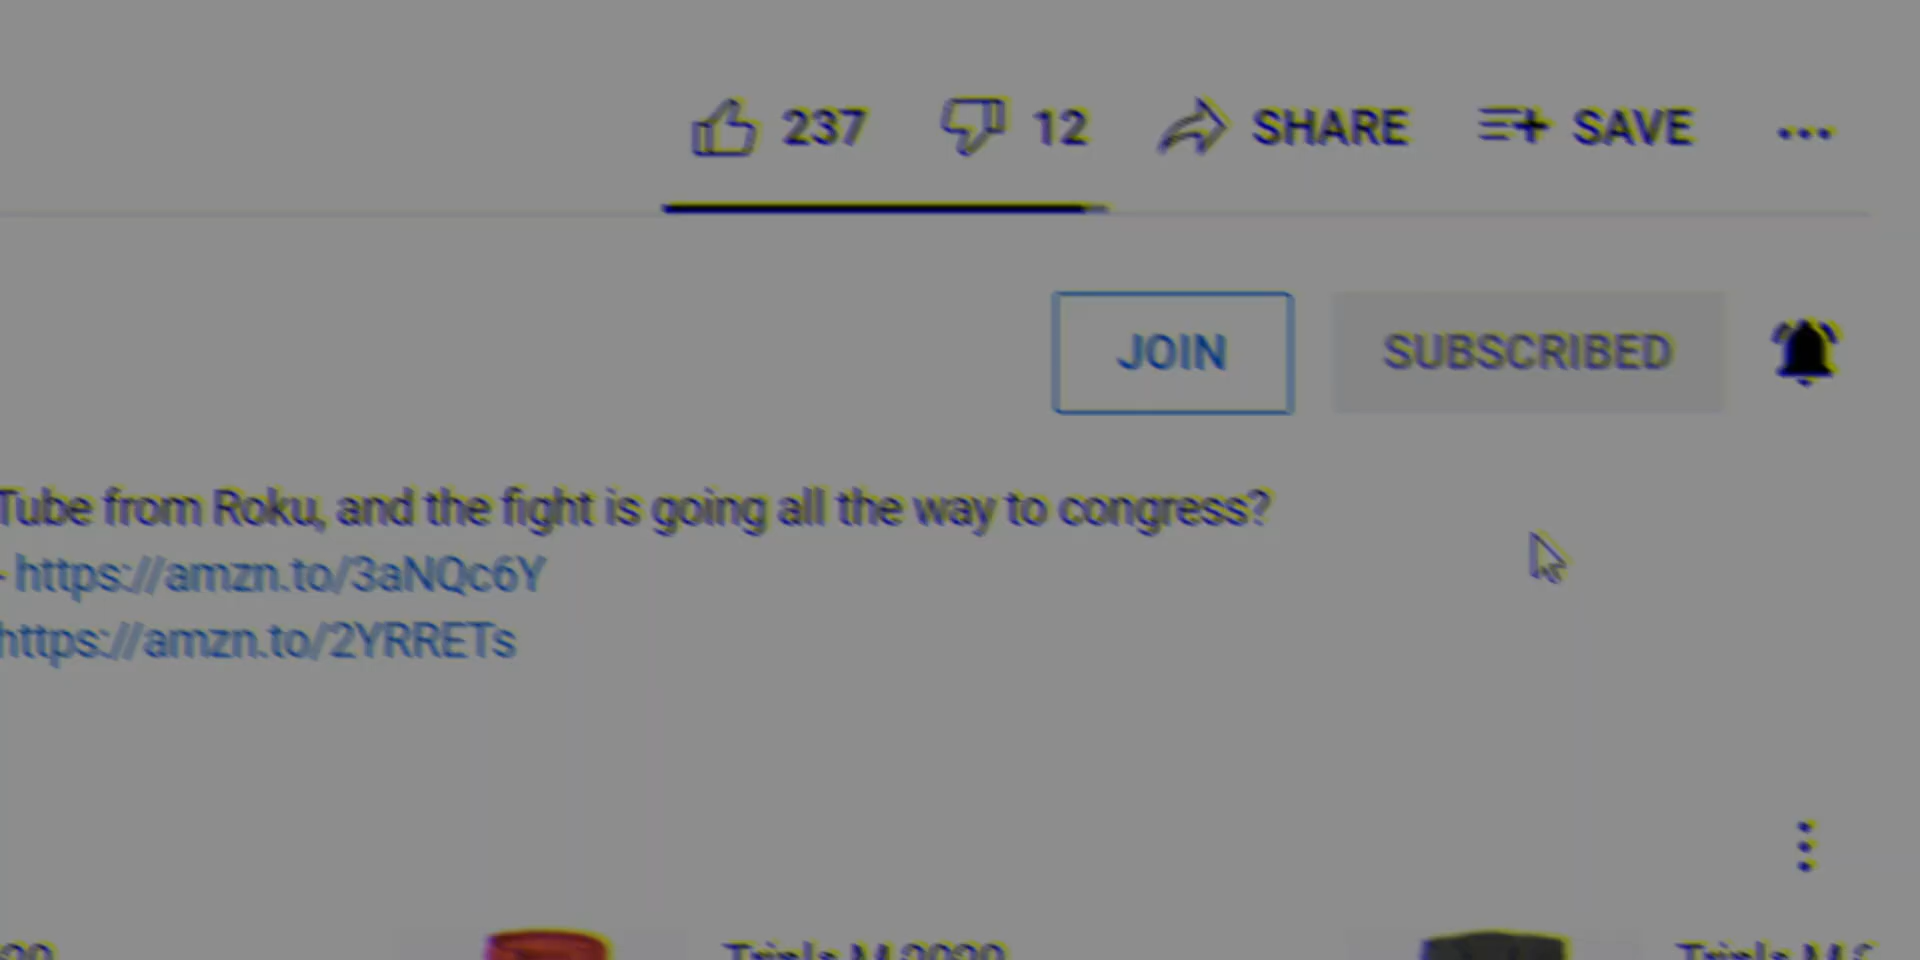 237 12 SHARE SAVE
JOIN SUBSCRIBED
Tube from Roku, and the fight is going all the way to congress?
- https://amzn.to/3aNQc6Y
https://amzn.to/2YRRETs